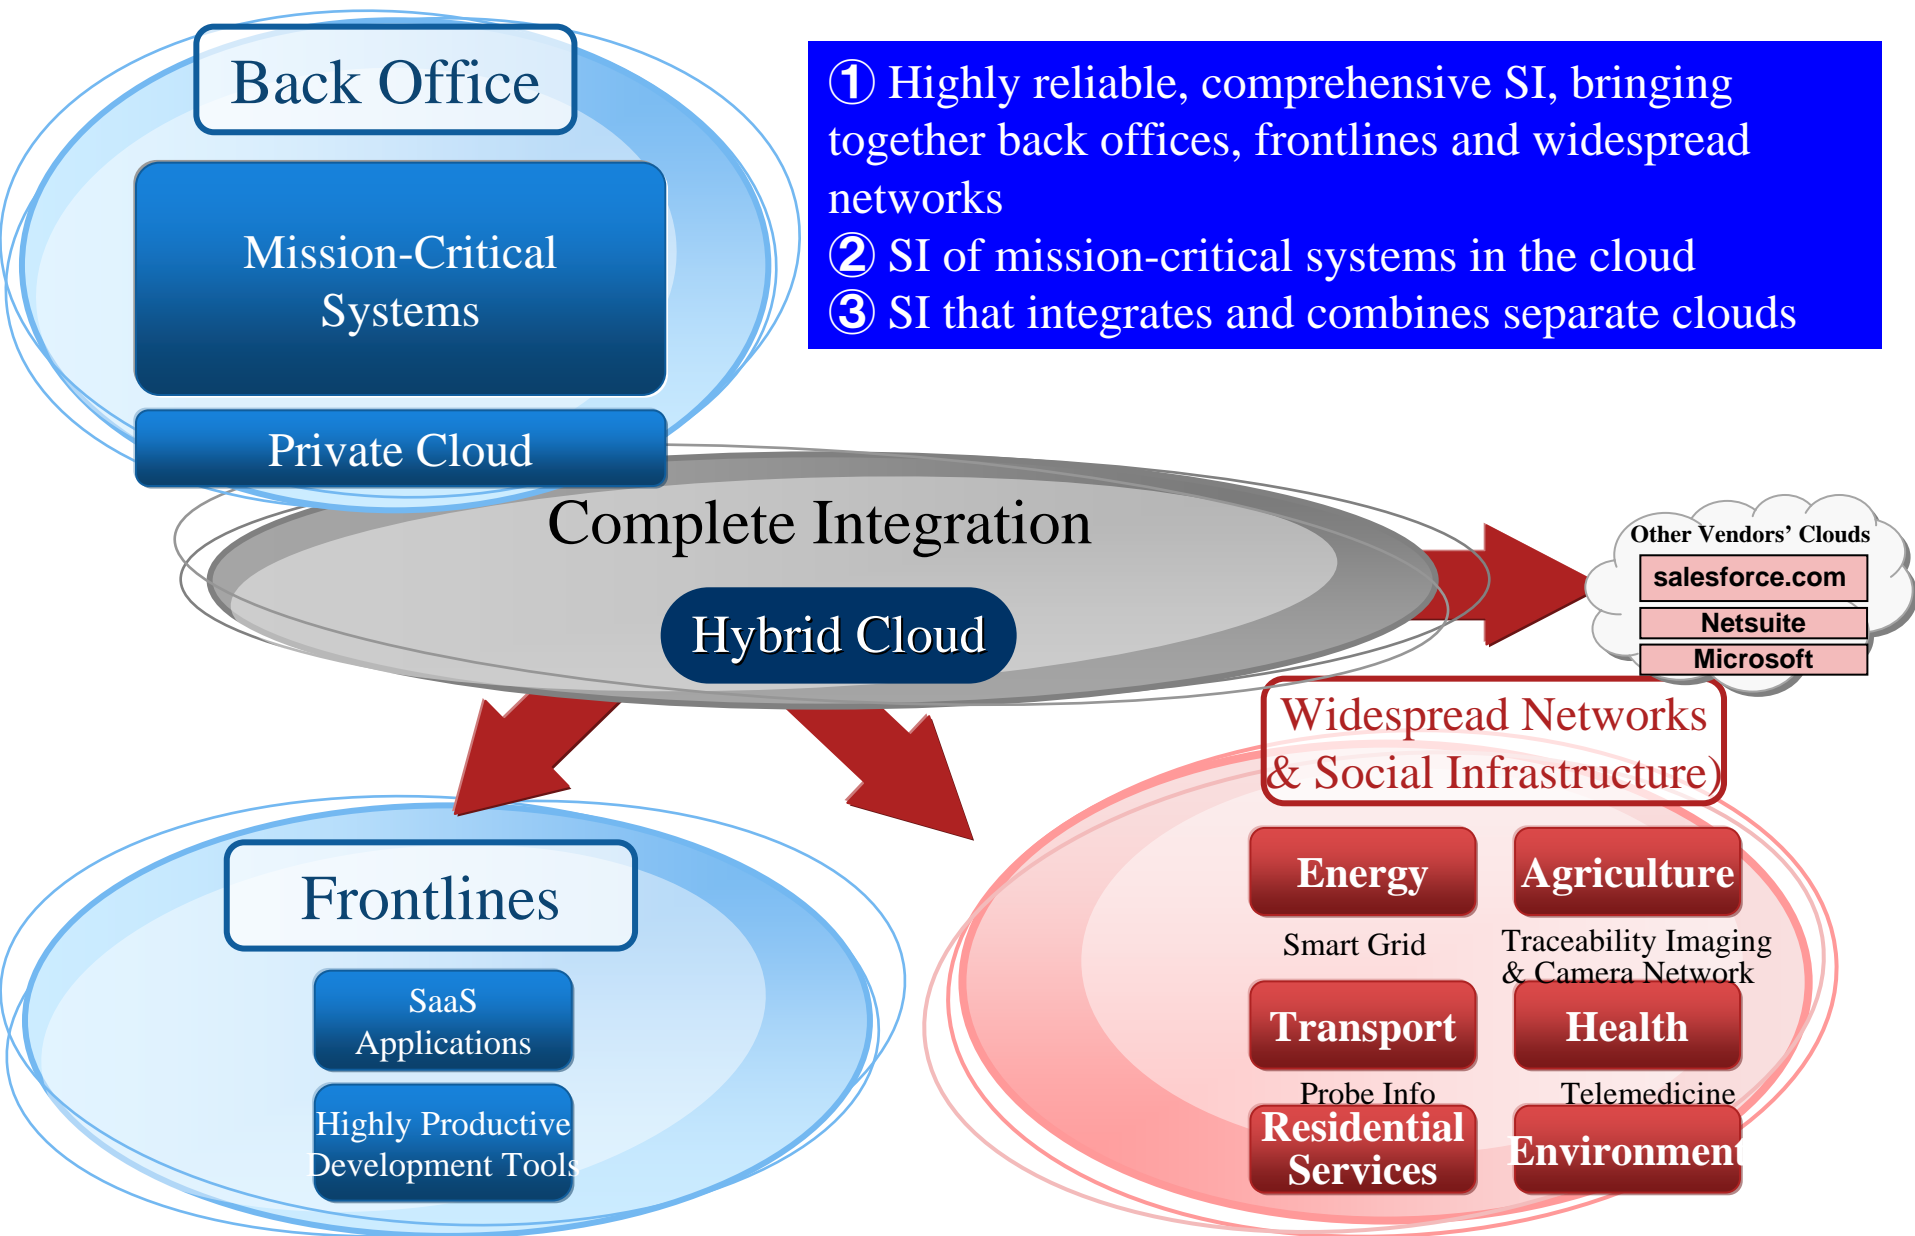 Back Office
Mission-Critical
Systems
Private Cloud
① Highly reliable, comprehensive SI, bringing
together back offices, frontlines and widespread
networks
② SI of mission-critical systems in the cloud
③ SI that integrates and combines separate clouds
Complete Integration
Hybrid Cloud
Other Vendors’ Clouds
salesforce.com
Netsuite
Microsoft
Frontlines
SaaS
Applications
Highly Productive
Development Tools
Widespread Networks
& Social Infrastructure)
Energy
Smart Grid
Agriculture
Traceability Imaging
& Camera Network
Transport
Probe Info
Health
Telemedicine
Residential
Services
Environment